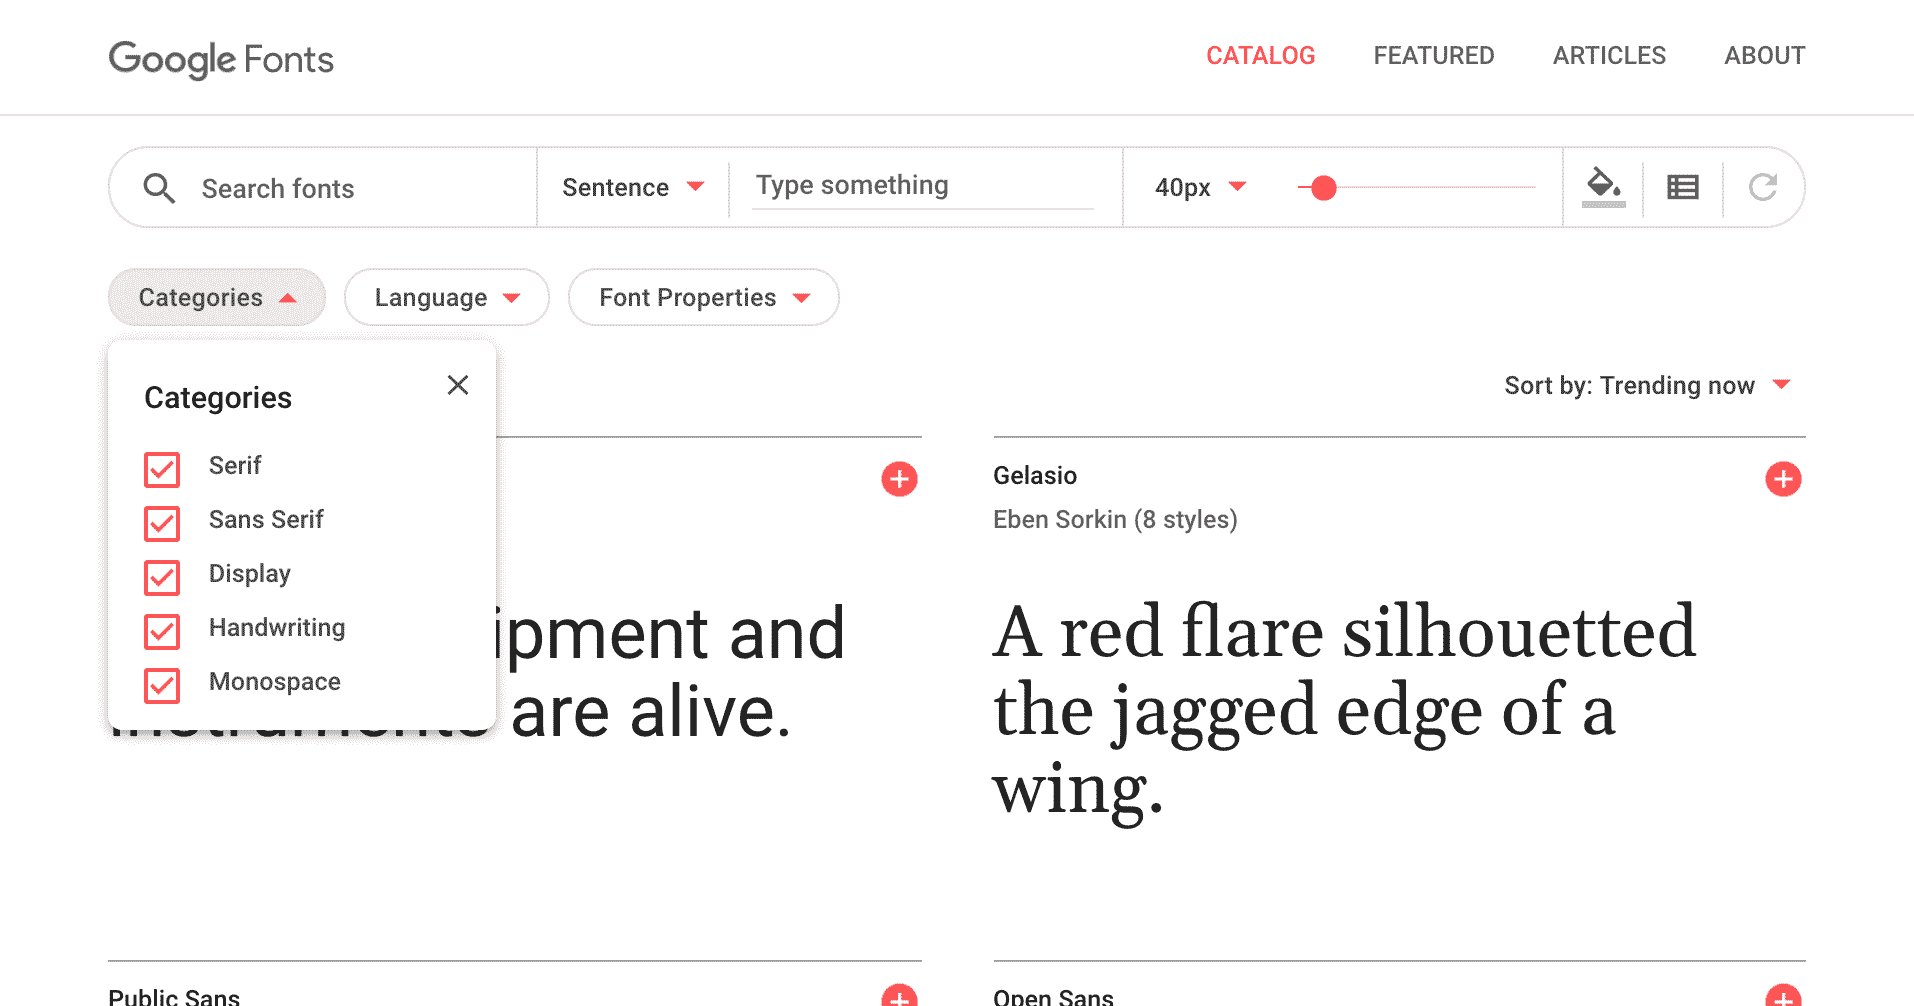 Google Fonts
CATALOG
FEATURED
ARTICLES
ABOUT
Search fonts
Sentence
Type something
40px
Categories
Language
Font Properties
Categories
Serif
Sans Serif
Display
Handwriting
Monospace
Sort by: Trending now
ipment and
are alive.
Gelasio
Eben Sorkin (8 styles)
A red flare silhouetted
the jagged edge of a
wing.
Public Sans
Open Sans